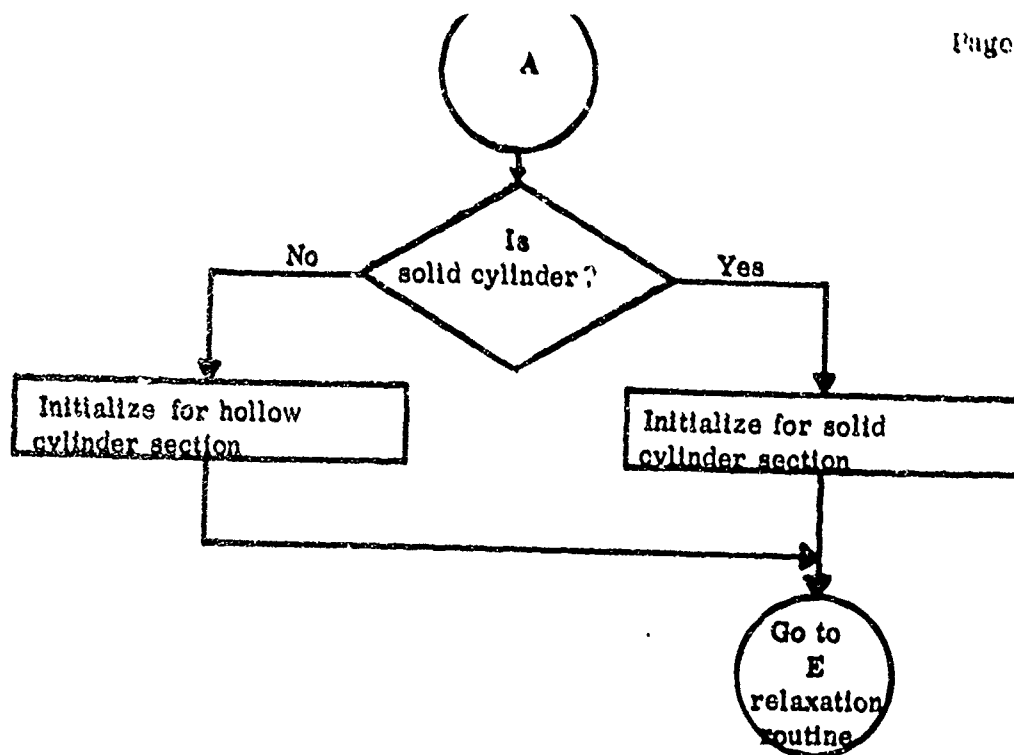 Page
A
Is
solid cylinder?
No
Yes
Initialize for hollow
cylinder section
Initialize for solid
cylinder section
Go to
E
relaxation
routine